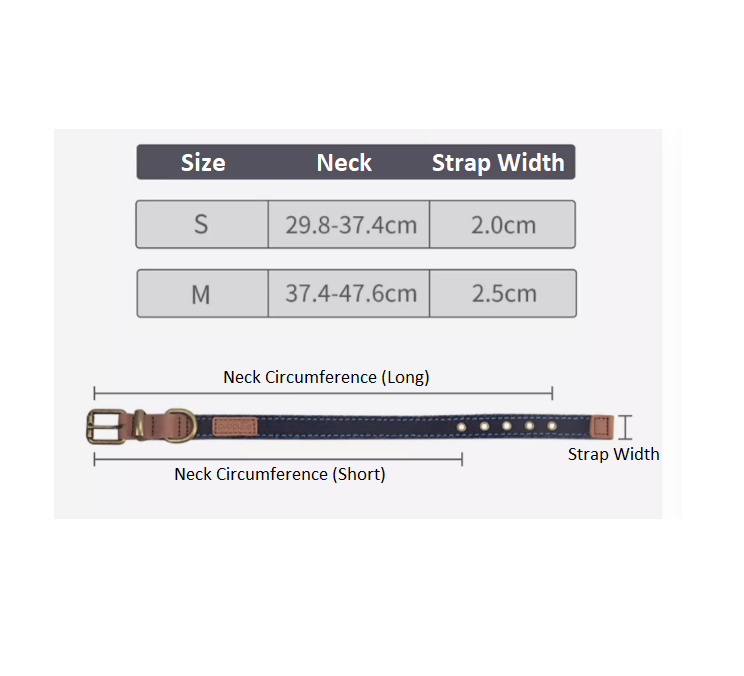 Size Neck Strap Width
S 29.8-37.4cm 2.0cm
M 37.4-47.6cm 2.5cm
Neck Circumference (Long)
Strap Width
Neck Circumference (Short)